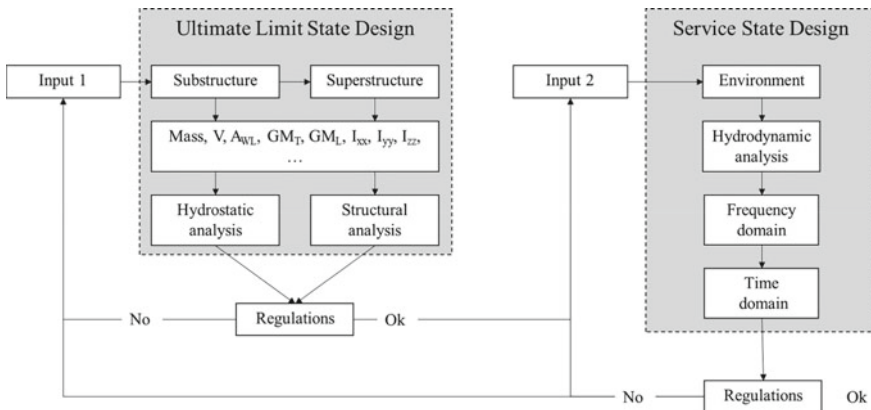 Ultimate Limit State Design
Service State Design
Input 1
Substructure
Superstructure
Input 2
Environment
Mass, V, A_WL, GM_T, GM_L, I_xx, I_yy, I_zz,
...
Hydrodynamic
analysis
Hydrostatic
analysis
Structural
analysis
Frequency
domain
Time
domain
No
Regulations
Ok
No
Regulations
Ok